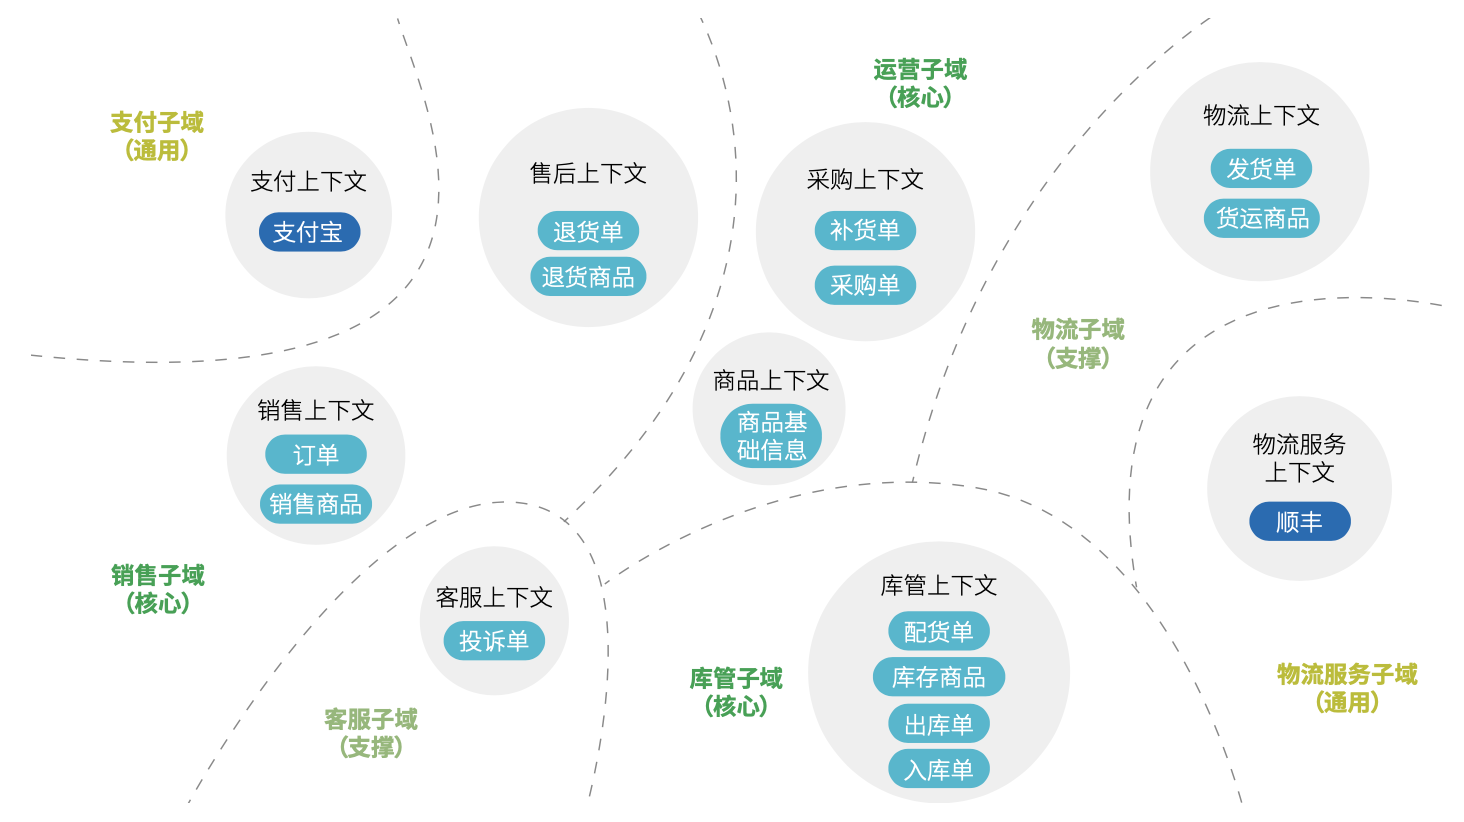 支付子域
（通用）
支付上下文
支付宝
售后上下文
退货单
退货商品
运营子域
（核心）
采购上下文
补货单
采购单
物流上下文
发货单
货运商品
物流子域
（支撑）
商品上下文
商品基
础信息
销售上下文
订单
销售商品
销售子域
（核心）
物流服务
上下文
顺丰
客服上下文
投诉单
客服子域
（支撑）
库管子域
（核心）
库管上下文
配货单
库存商品
出库单
入库单
物流服务子域
（通用）